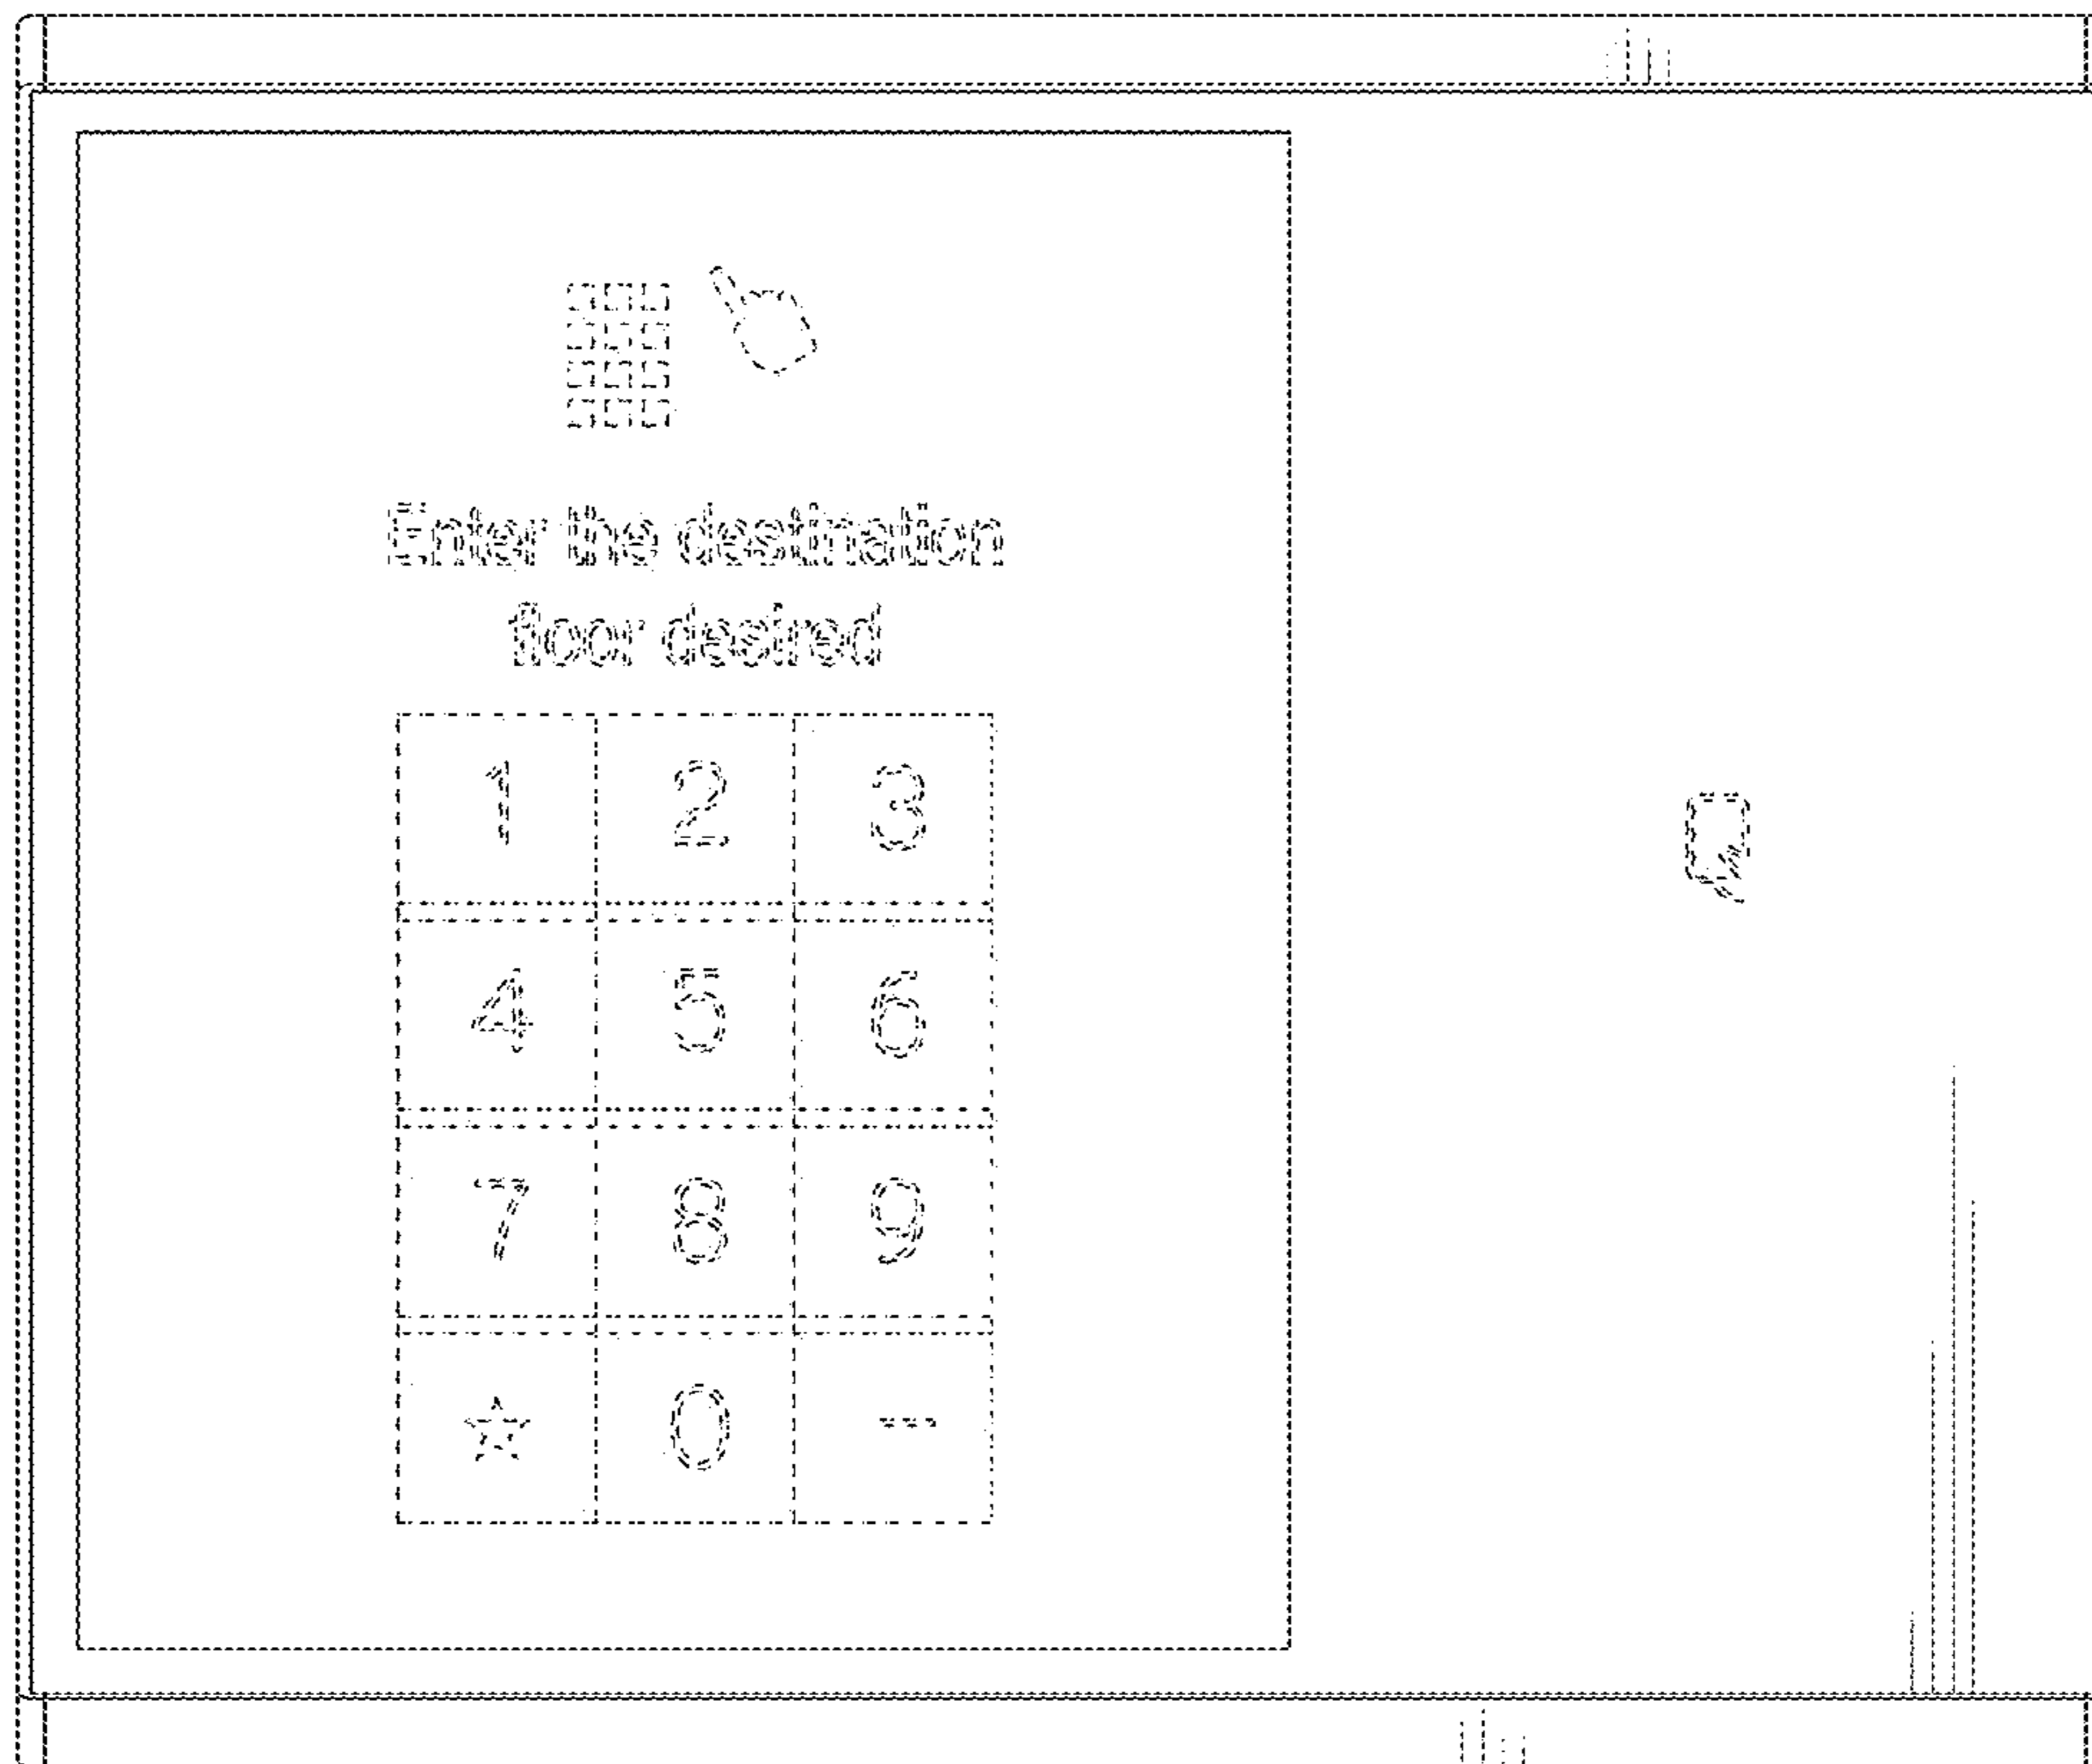 Enter the destination
floor desired
1 2 3
4 5 6
7 8 9
☆ 0 -